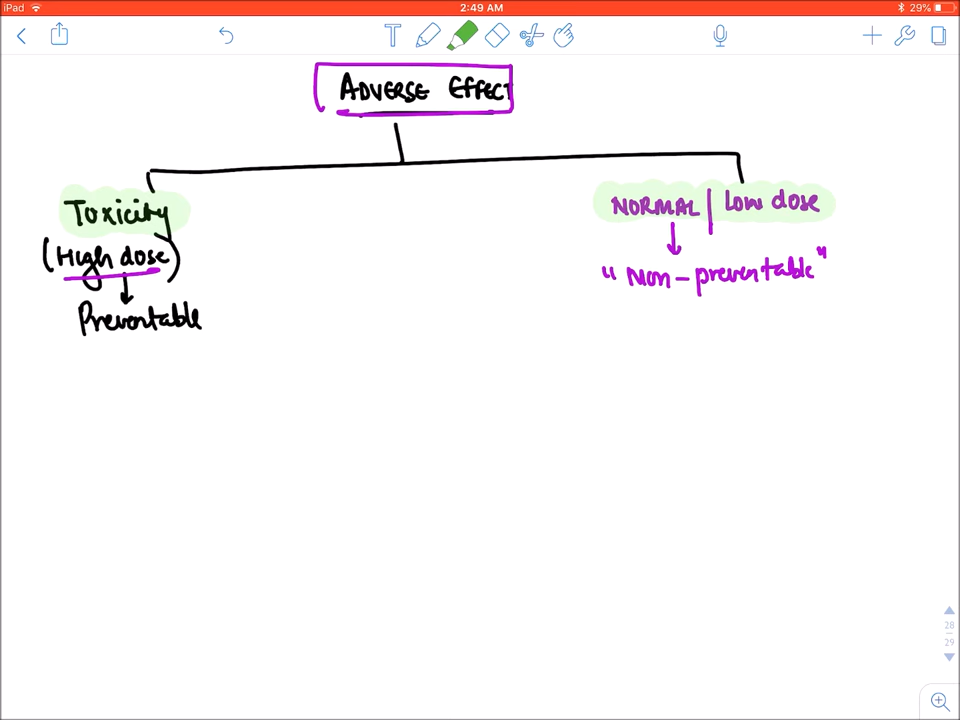 iPad
2:49 AM
29%
T
ADVERSE EFFECT
Toxicity
(High dose)
Preventable
NORMAL | Low dose
"Non-preventable"
28
29